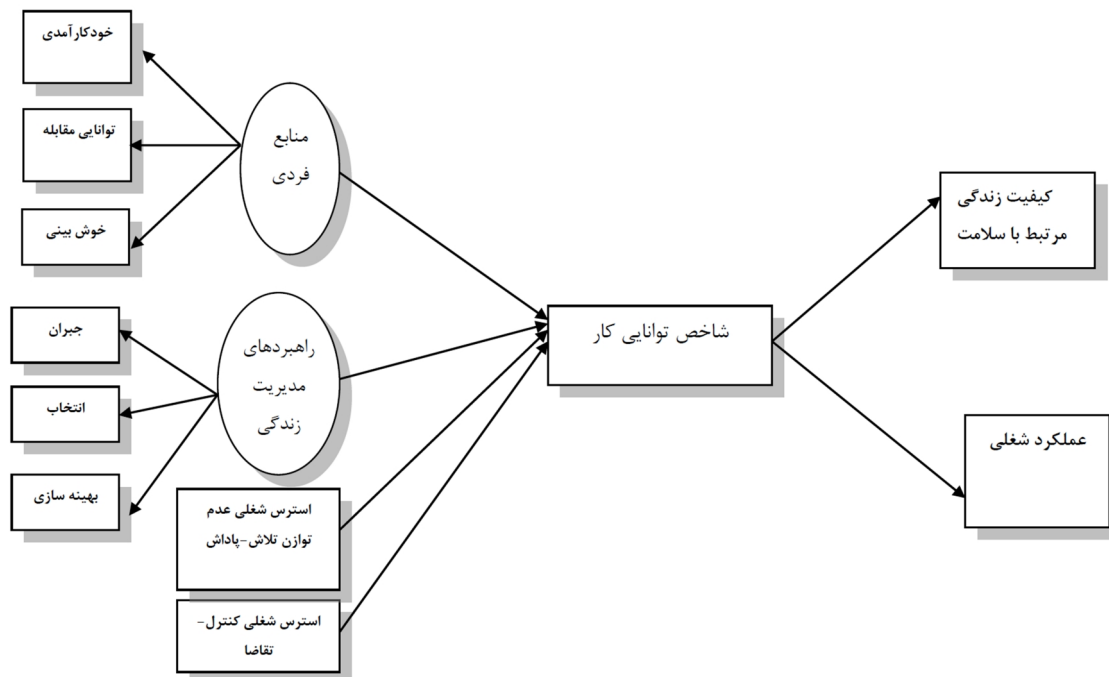 خودکارآمدی
توانایی مقابله
خوش بینی
منابع
فردی
جبران
انتخاب
بهینه سازی
راهبردهای
مدیریت
زندگی
استرس شغلی عدم
توازن تلاش-پاداش
استرس شغلی کنترل-
تقاضا
شاخص توانایی کار
کیفیت زندگی
مرتبط با سلامت
عملکرد شغلی